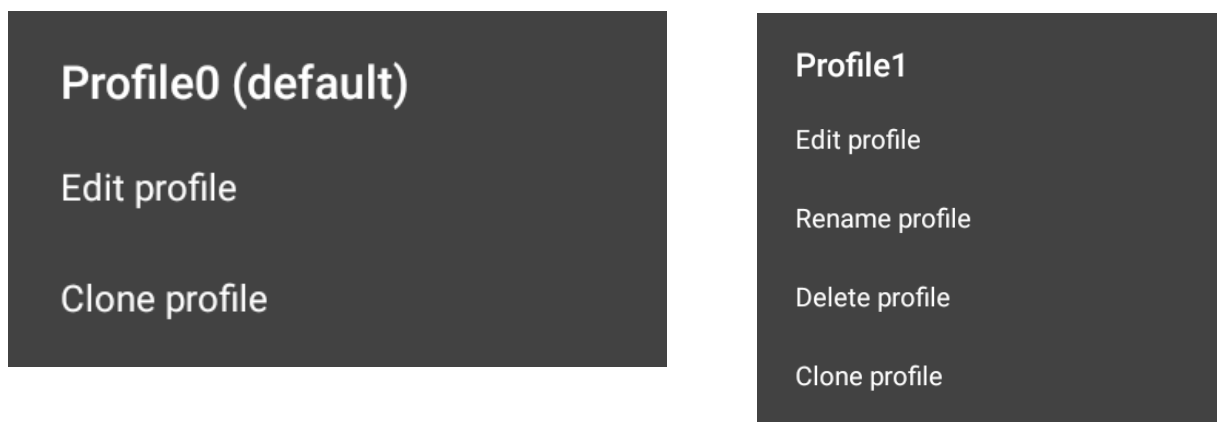 Profile0 (default)
Edit profile
Clone profile
Profile1
Edit profile
Rename profile
Delete profile
Clone profile